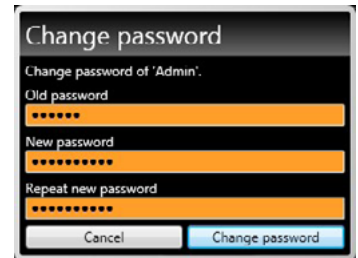 Change password
Change password of 'Admin'.
Old password
••••••
New password
••••••••••
Repeat new password
••••••••••
Cancel Change password